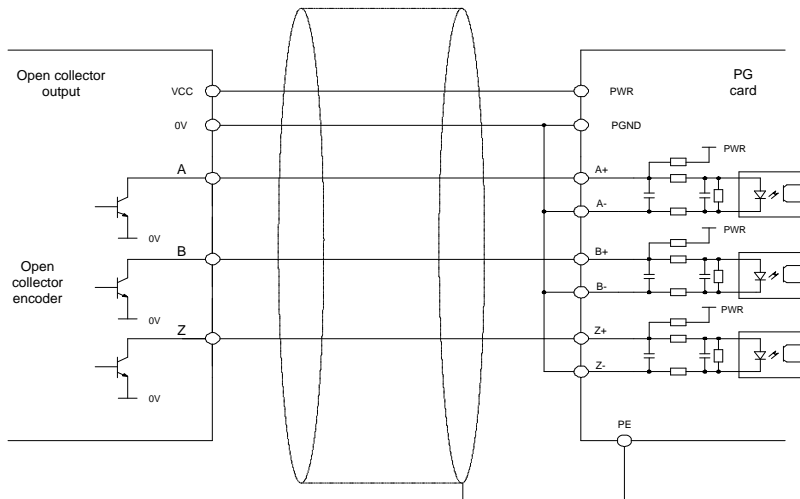 Open collector
output
PG
card
VCC
PWR
0V
PGND
PWR
A
A+
A-
0V
PWR
B
B+
Open
collector
encoder
B-
0V
PWR
Z
Z+
Z-
0V
PE